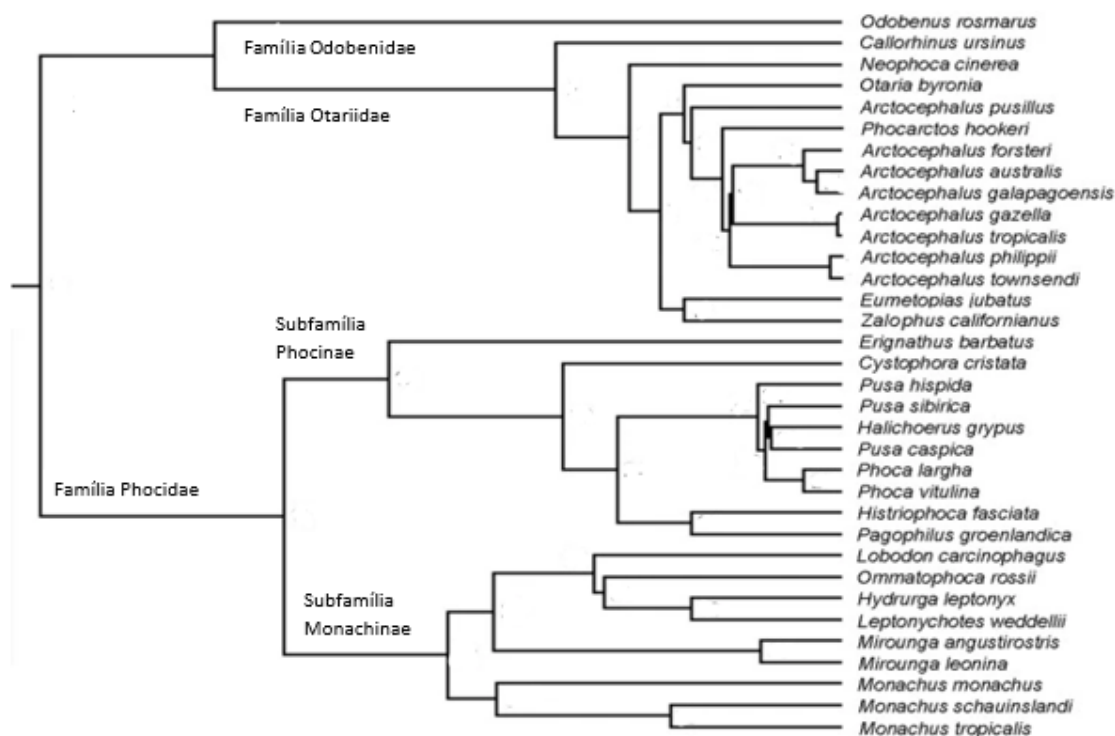 Odobenus rosmarus
Família Odobenidae
Callorhinus ursinus
Neophoca cinerea
Otaria byronia
Família Otariidae
Arctocephalus pusillus
Phocarctos hookeri
Arctocephalus forsteri
Arctocephalus australis
Arctocephalus galapagoensis
Arctocephalus gazella
Arctocephalus tropicalis
Arctocephalus philippii
Arctocephalus townsendi
Eumetopias jubatus
Zalophus californianus
Subfamília
Phocinae
Erignathus barbatus
Cystophora cristata
Pusa hispida
Pusa sibirica
Halichoerus grypus
Pusa caspica
Phoca largha
Família Phocidae
Phoca vitulina
Histriophoca fasciata
Pagophilus groenlandica
Lobodon carcinophagus
Ommatophoca rossii
Subfamília
Monachinae
Hydrurga leptonyx
Leptonychotes weddellii
Mirounga angustirostris
Mirounga leonina
Monachus monachus
Monachus schauinslandi
Monachus tropicalis